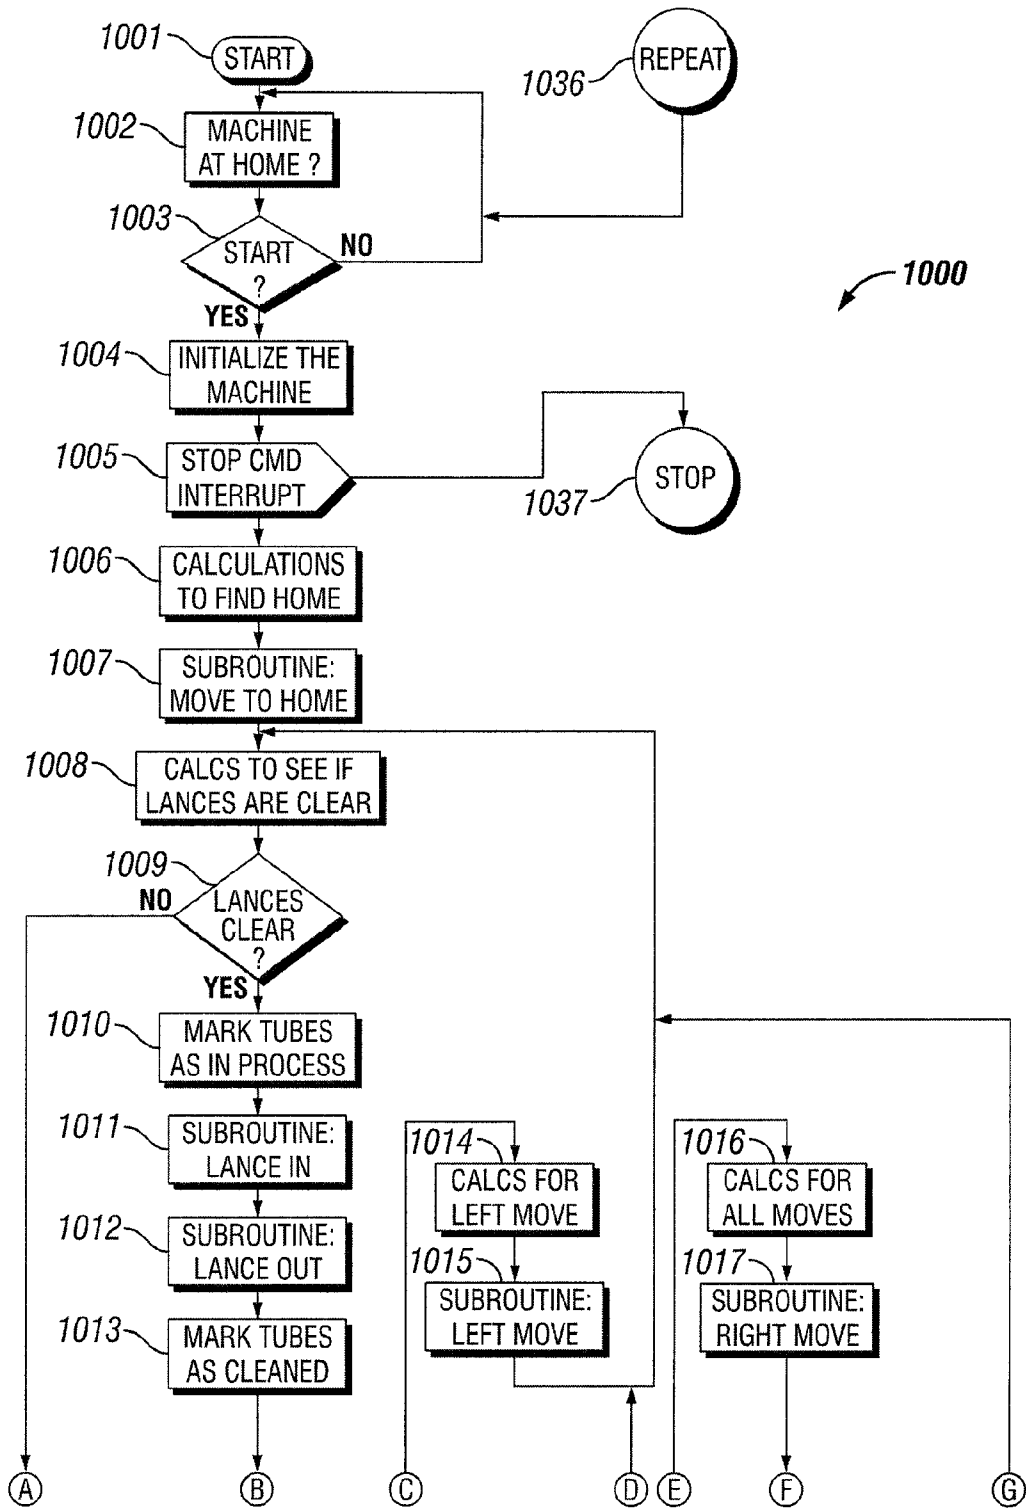 1001
START
1036
REPEAT
1002
MACHINE
AT HOME ?
1003
START
?
NO
YES
1000
1004
INITIALIZE THE
MACHINE
1005
STOP CMD
INTERRUPT
1037
STOP
1006
CALCULATIONS
TO FIND HOME
1007
SUBROUTINE:
MOVE TO HOME
1008
CALCS TO SEE IF
LANCES ARE CLEAR
1009
LANCES
CLEAR
?
NO
YES
1010
MARK TUBES
AS IN PROCESS
1011
SUBROUTINE:
LANCE IN
1012
SUBROUTINE:
LANCE OUT
1013
MARK TUBES
AS CLEANED
1014
CALCS FOR
LEFT MOVE
1015
SUBROUTINE:
LEFT MOVE
1016
CALCS FOR
ALL MOVES
1017
SUBROUTINE:
RIGHT MOVE
A
B
C
D
E
F
G